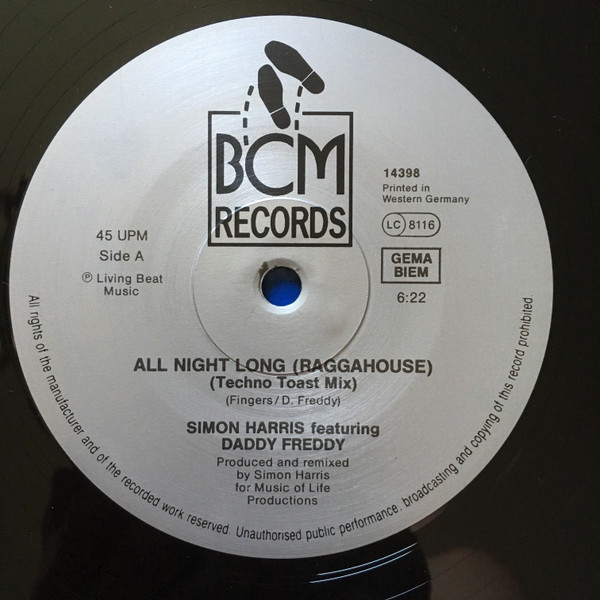 BCM
RECORDS
14398
Printed in
Western Germany
LC 8116
GEMA
BIEM
6:22
45 UPM
Side A
℗ Living Beat
Music
ALL NIGHT LONG (RAGGAHOUSE)
(Techno Toast Mix)
(Fingers/D. Freddy)
SIMON HARRIS featuring
DADDY FREDDY
Produced and remixed
by Simon Harris
for Music of Life
Productions
All rights of the manufacturer and of the recorded work reserved. Unauthorised public performance, broadcasting and copying of this record prohibited